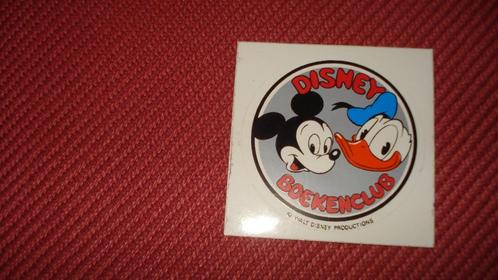 DISNEY
BOEKENCLUB
© WALT DISNEY PRODUCTIONS